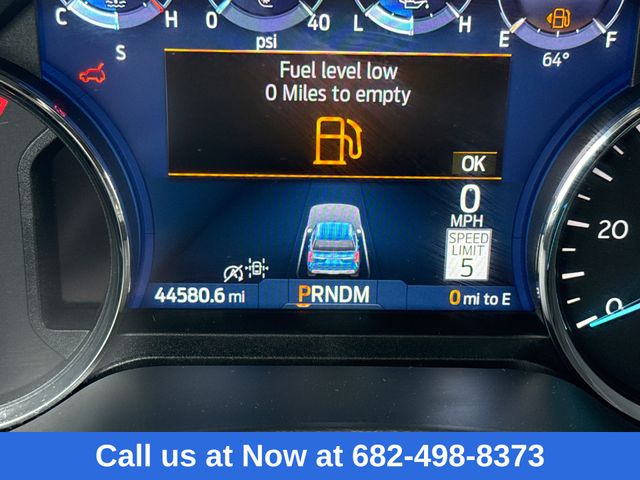 C H 0 40 L H E F
S psi 64°
Fuel level low
0 Miles to empty
OK
0
MPH
SPEED
LIMIT
5
20
0
44580.6 mi PRNDM 0 mi to E
Call us at Now at 682-498-8373